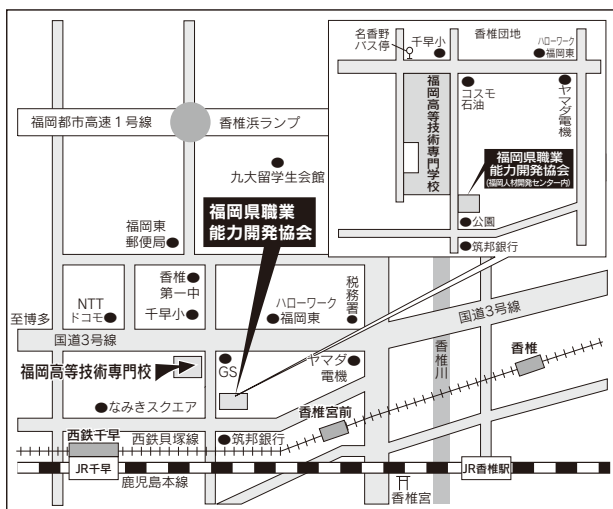 名香野
バス停
千早小
香椎団地
ハローワーク
福岡東
福岡高等技術専門学校
コスモ
石油
ヤマダ電機
福岡県職業
能力開発協会
(福岡人材開発センター内)
公園
筑邦銀行
福岡都市高速1号線
香椎浜ランプ
九大留学生会館
福岡県職業
能力開発協会
福岡東
郵便局
香椎
第一中
千早小
NTT
ドコモ
ハローワーク
福岡東
税務署
至博多
国道3号線
国道3号線
福岡高等技術専門校
GS
ヤマダ
電機
香椎川
香椎
なみきスクエア
香椎宮前
西鉄千早
西鉄貝塚線
筑邦銀行
JR千早
JR香椎駅
鹿児島本線
香椎宮